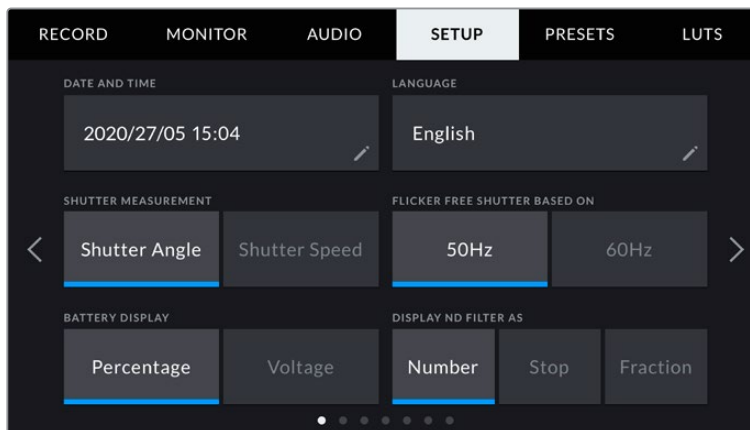 RECORD MONITOR AUDIO SETUP PRESETS LUTS
DATE AND TIME LANGUAGE
2020/27/05 15:04 English
SHUTTER MEASUREMENT FLICKER FREE SHUTTER BASED ON
Shutter Angle Shutter Speed 50Hz 60Hz
BATTERY DISPLAY DISPLAY ND FILTER AS
Percentage Voltage Number Stop Fraction